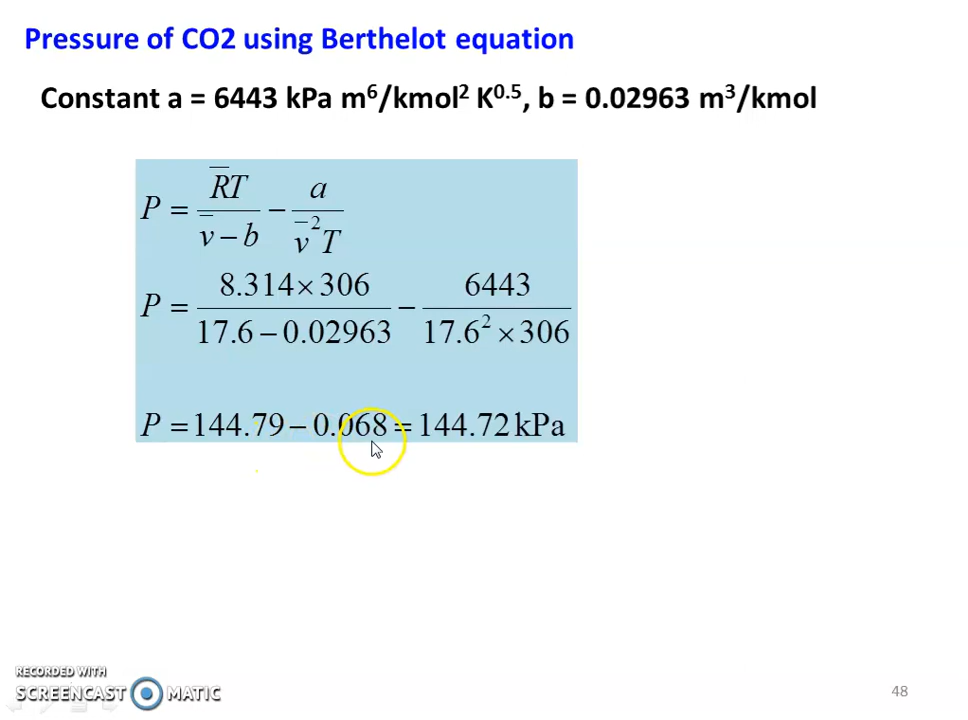 Pressure of CO2 using Berthelot equation
Constant a = 6443 kPa m⁶/kmol² K⁰·⁵, b = 0.02963 m³/kmol
P = R̅T / (v̅ − b) − a / (v̅²T)
P = (8.314×306) / (17.6 − 0.02963) − 6443 / (17.6² × 306)
P = 144.79 − 0.068 = 144.72 kPa
RECORDED WITH
SCREENCAST MATIC
48